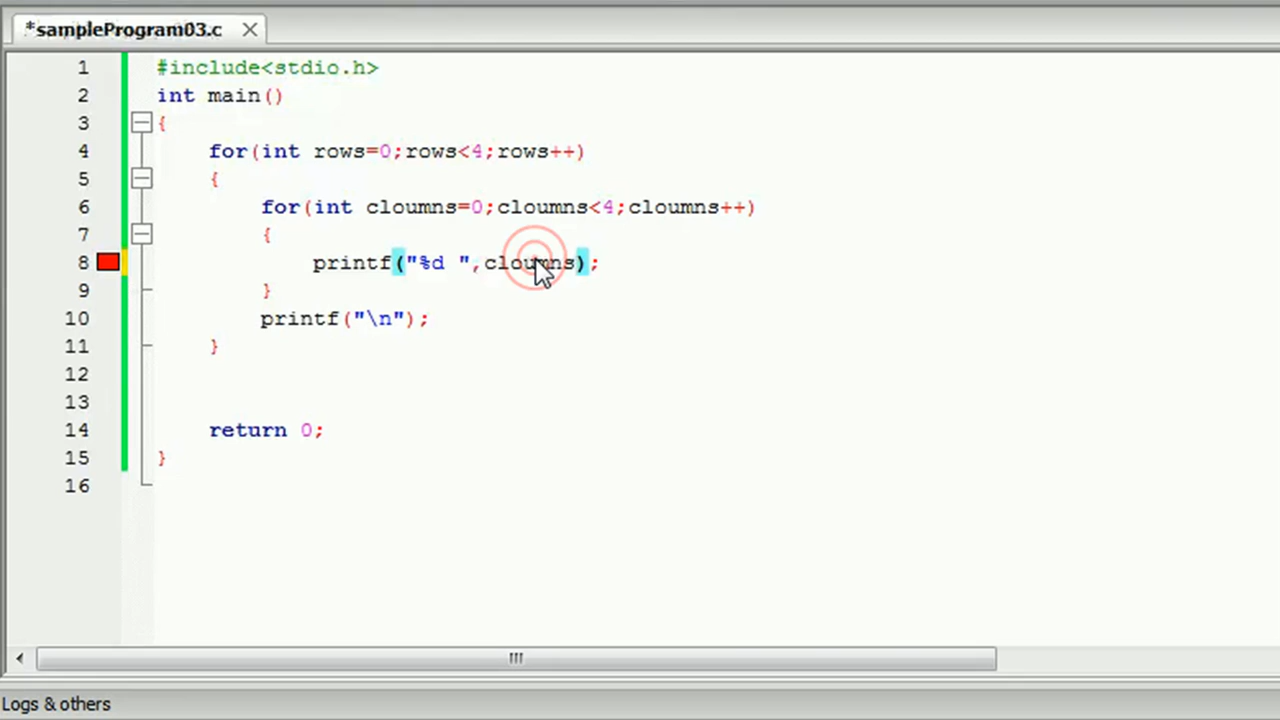 *sampleProgram03.c
1 #include<stdio.h>
2 int main()
3 {
4 for(int rows=0;rows<4;rows++)
5 {
6 for(int cloumns=0;cloumns<4;cloumns++)
7 {
8 printf("%d ",cloumns);
9 }
10 printf("\n");
11 }
12
13
14 return 0;
15 }
16
Logs & others